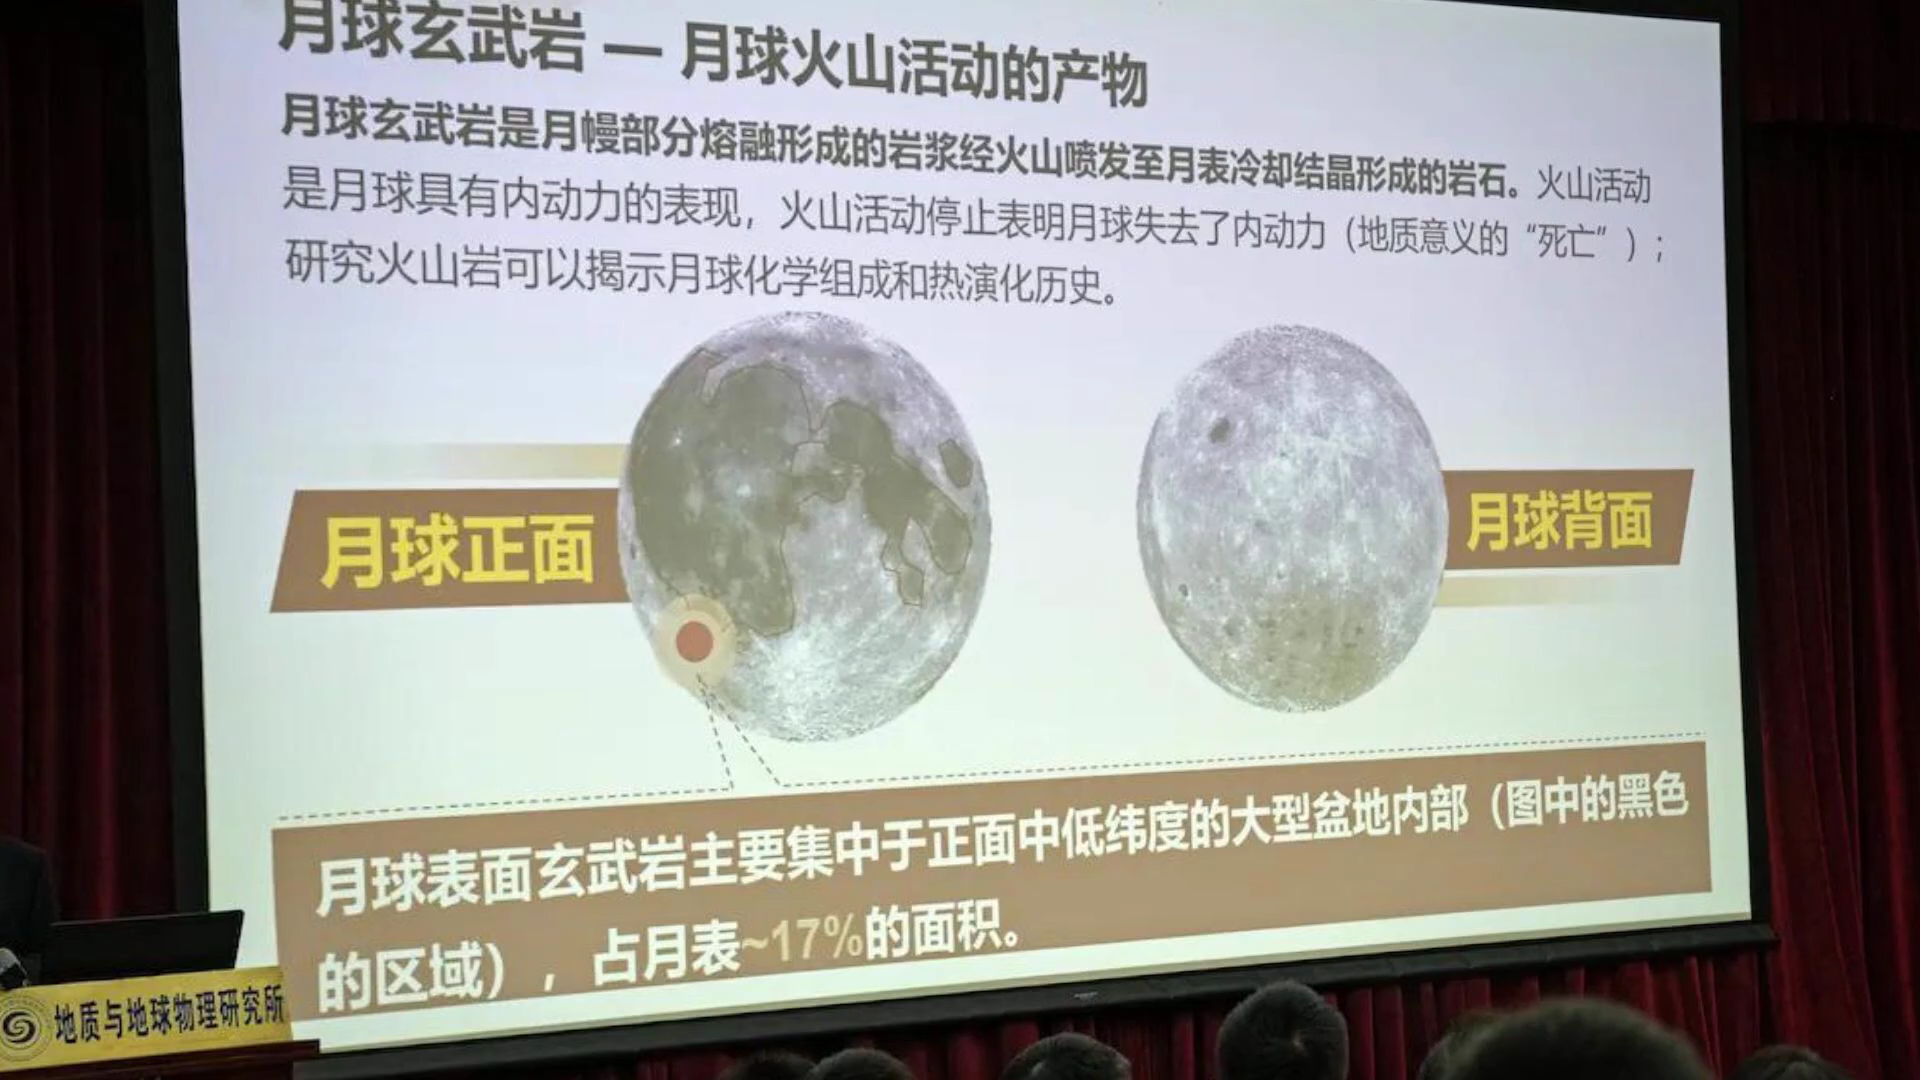 月球玄武岩 — 月球火山活动的产物
月球玄武岩是月幔部分熔融形成的岩浆经火山喷发至月表冷却结晶形成的岩石。火山活动
是月球具有内动力的表现，火山活动停止表明月球失去了内动力（地质意义的“死亡”）；
研究火山岩可以揭示月球化学组成和热演化历史。
月球正面
月球背面
月球表面玄武岩主要集中于正面中低纬度的大型盆地内部（图中的黑色
的区域），占月表~17%的面积。
地质与地球物理研究所